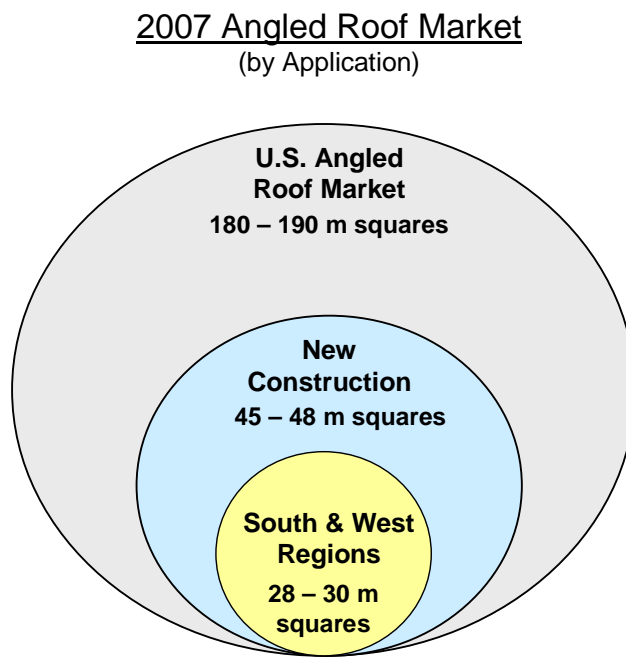 2007 Angled Roof Market
(by Application)
U.S. Angled
Roof Market
180 – 190 m squares
New
Construction
45 – 48 m squares
South & West
Regions
28 – 30 m
squares